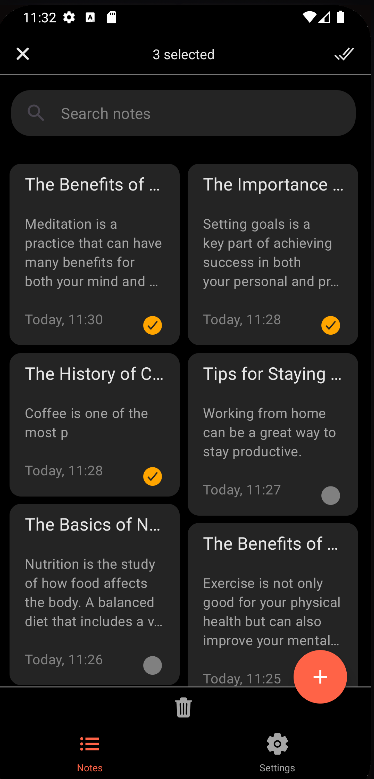 11:32
3 selected
Search notes
The Benefits of ...
Meditation is a
practice that can have
many benefits for
both your mind and ...
Today, 11:30
The Importance ...
Setting goals is a
key part of achieving
success in both
your personal and pr...
Today, 11:28
The History of C...
Coffee is one of the
most p
Today, 11:28
Tips for Staying ...
Working from home
can be a great way to
stay productive.
Today, 11:27
The Basics of N...
Nutrition is the study
of how food affects
the body. A balanced
diet that includes a v...
Today, 11:26
The Benefits of ...
Exercise is not only
good for your physical
health but can also
improve your mental...
Today, 11:25
Notes
Settings